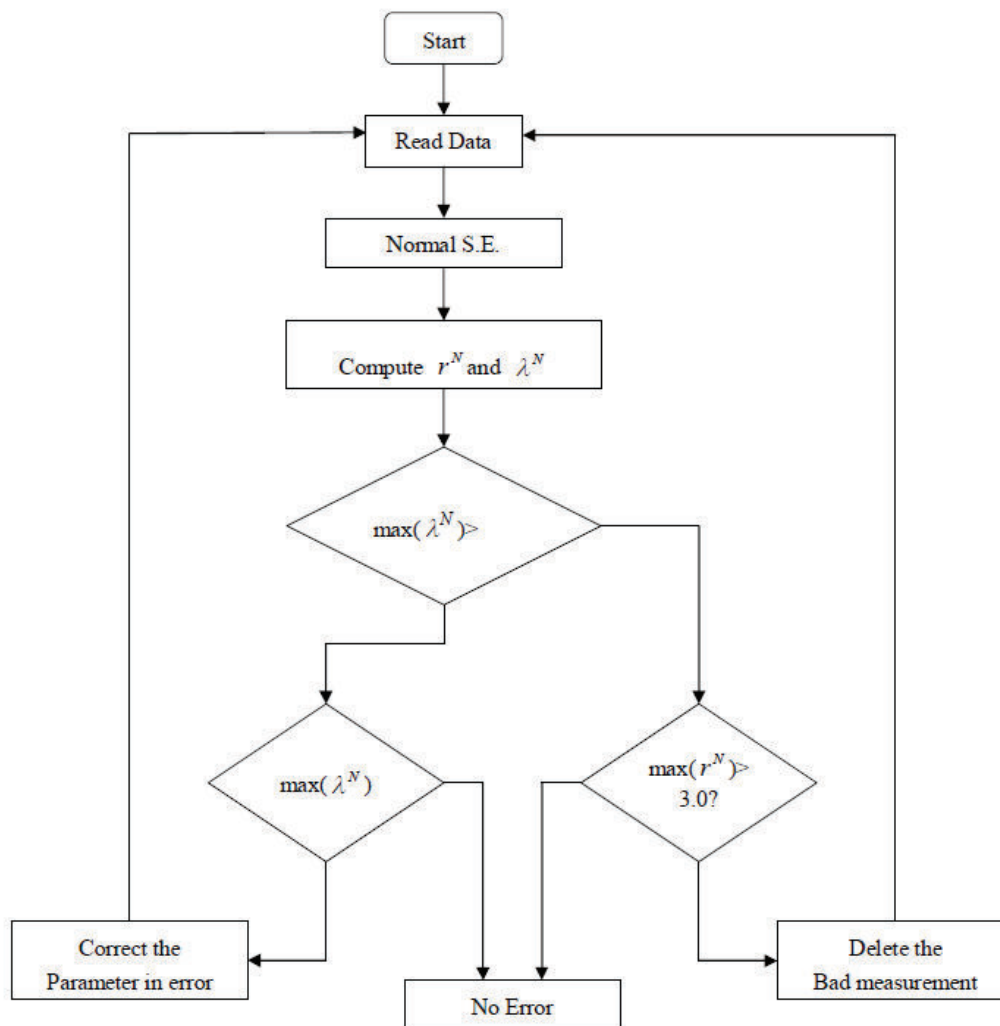 Start
Read Data
Normal S.E.
Compute r^N and λ^N
max( λ^N )>
max( λ^N )
max( r^N )>
3.0?
Correct the
Parameter in error
No Error
Delete the
Bad measurement